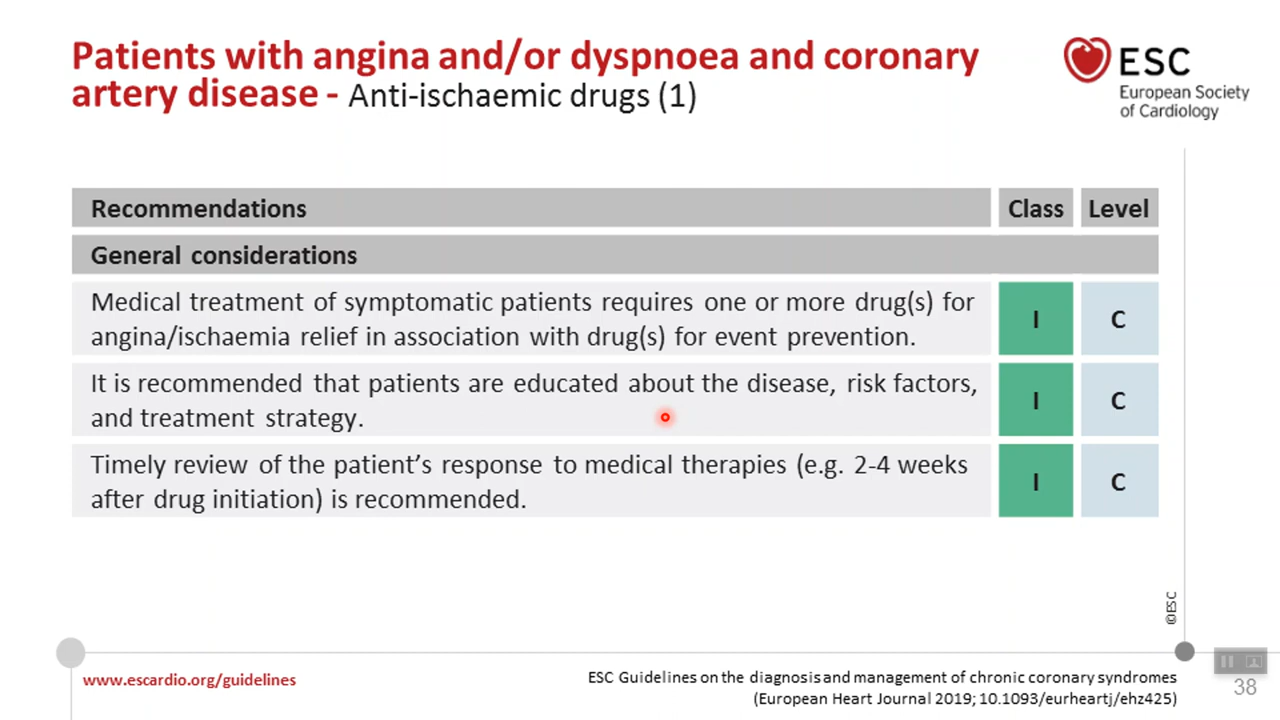 Patients with angina and/or dyspnoea and coronary
artery disease - Anti-ischaemic drugs (1)
ESC
European Society
of Cardiology
Recommendations Class Level
General considerations
Medical treatment of symptomatic patients requires one or more drug(s) for
angina/ischaemia relief in association with drug(s) for event prevention.
I C
It is recommended that patients are educated about the disease, risk factors,
and treatment strategy.
I C
Timely review of the patient's response to medical therapies (e.g. 2-4 weeks
after drug initiation) is recommended.
I C
©ESC
www.escardio.org/guidelines
ESC Guidelines on the diagnosis and management of chronic coronary syndromes
(European Heart Journal 2019; 10.1093/eurheartj/ehz425)
38